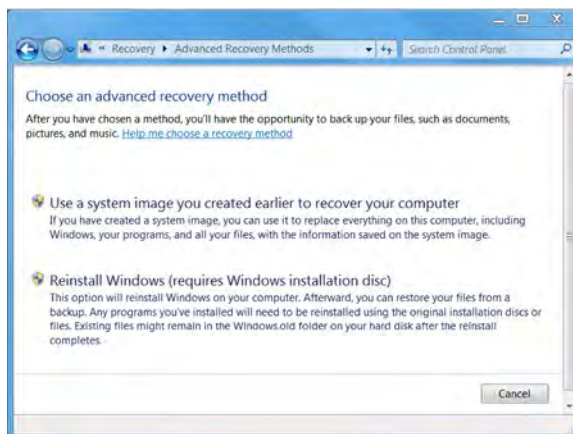 « Recovery ▸ Advanced Recovery Methods
Search Control Panel
Choose an advanced recovery method
After you have chosen a method, you'll have the opportunity to back up your files, such as documents,
pictures, and music. Help me choose a recovery method
Use a system image you created earlier to recover your computer
If you have created a system image, you can use it to replace everything on this computer, including
Windows, your programs, and all your files, with the information saved on the system image.
Reinstall Windows (requires Windows installation disc)
This option will reinstall Windows on your computer. Afterward, you can restore your files from a
backup. Any programs you've installed will need to be reinstalled using the original installation discs or
files. Existing files might remain in the Windows.old folder on your hard disk after the reinstall
completes.
Cancel